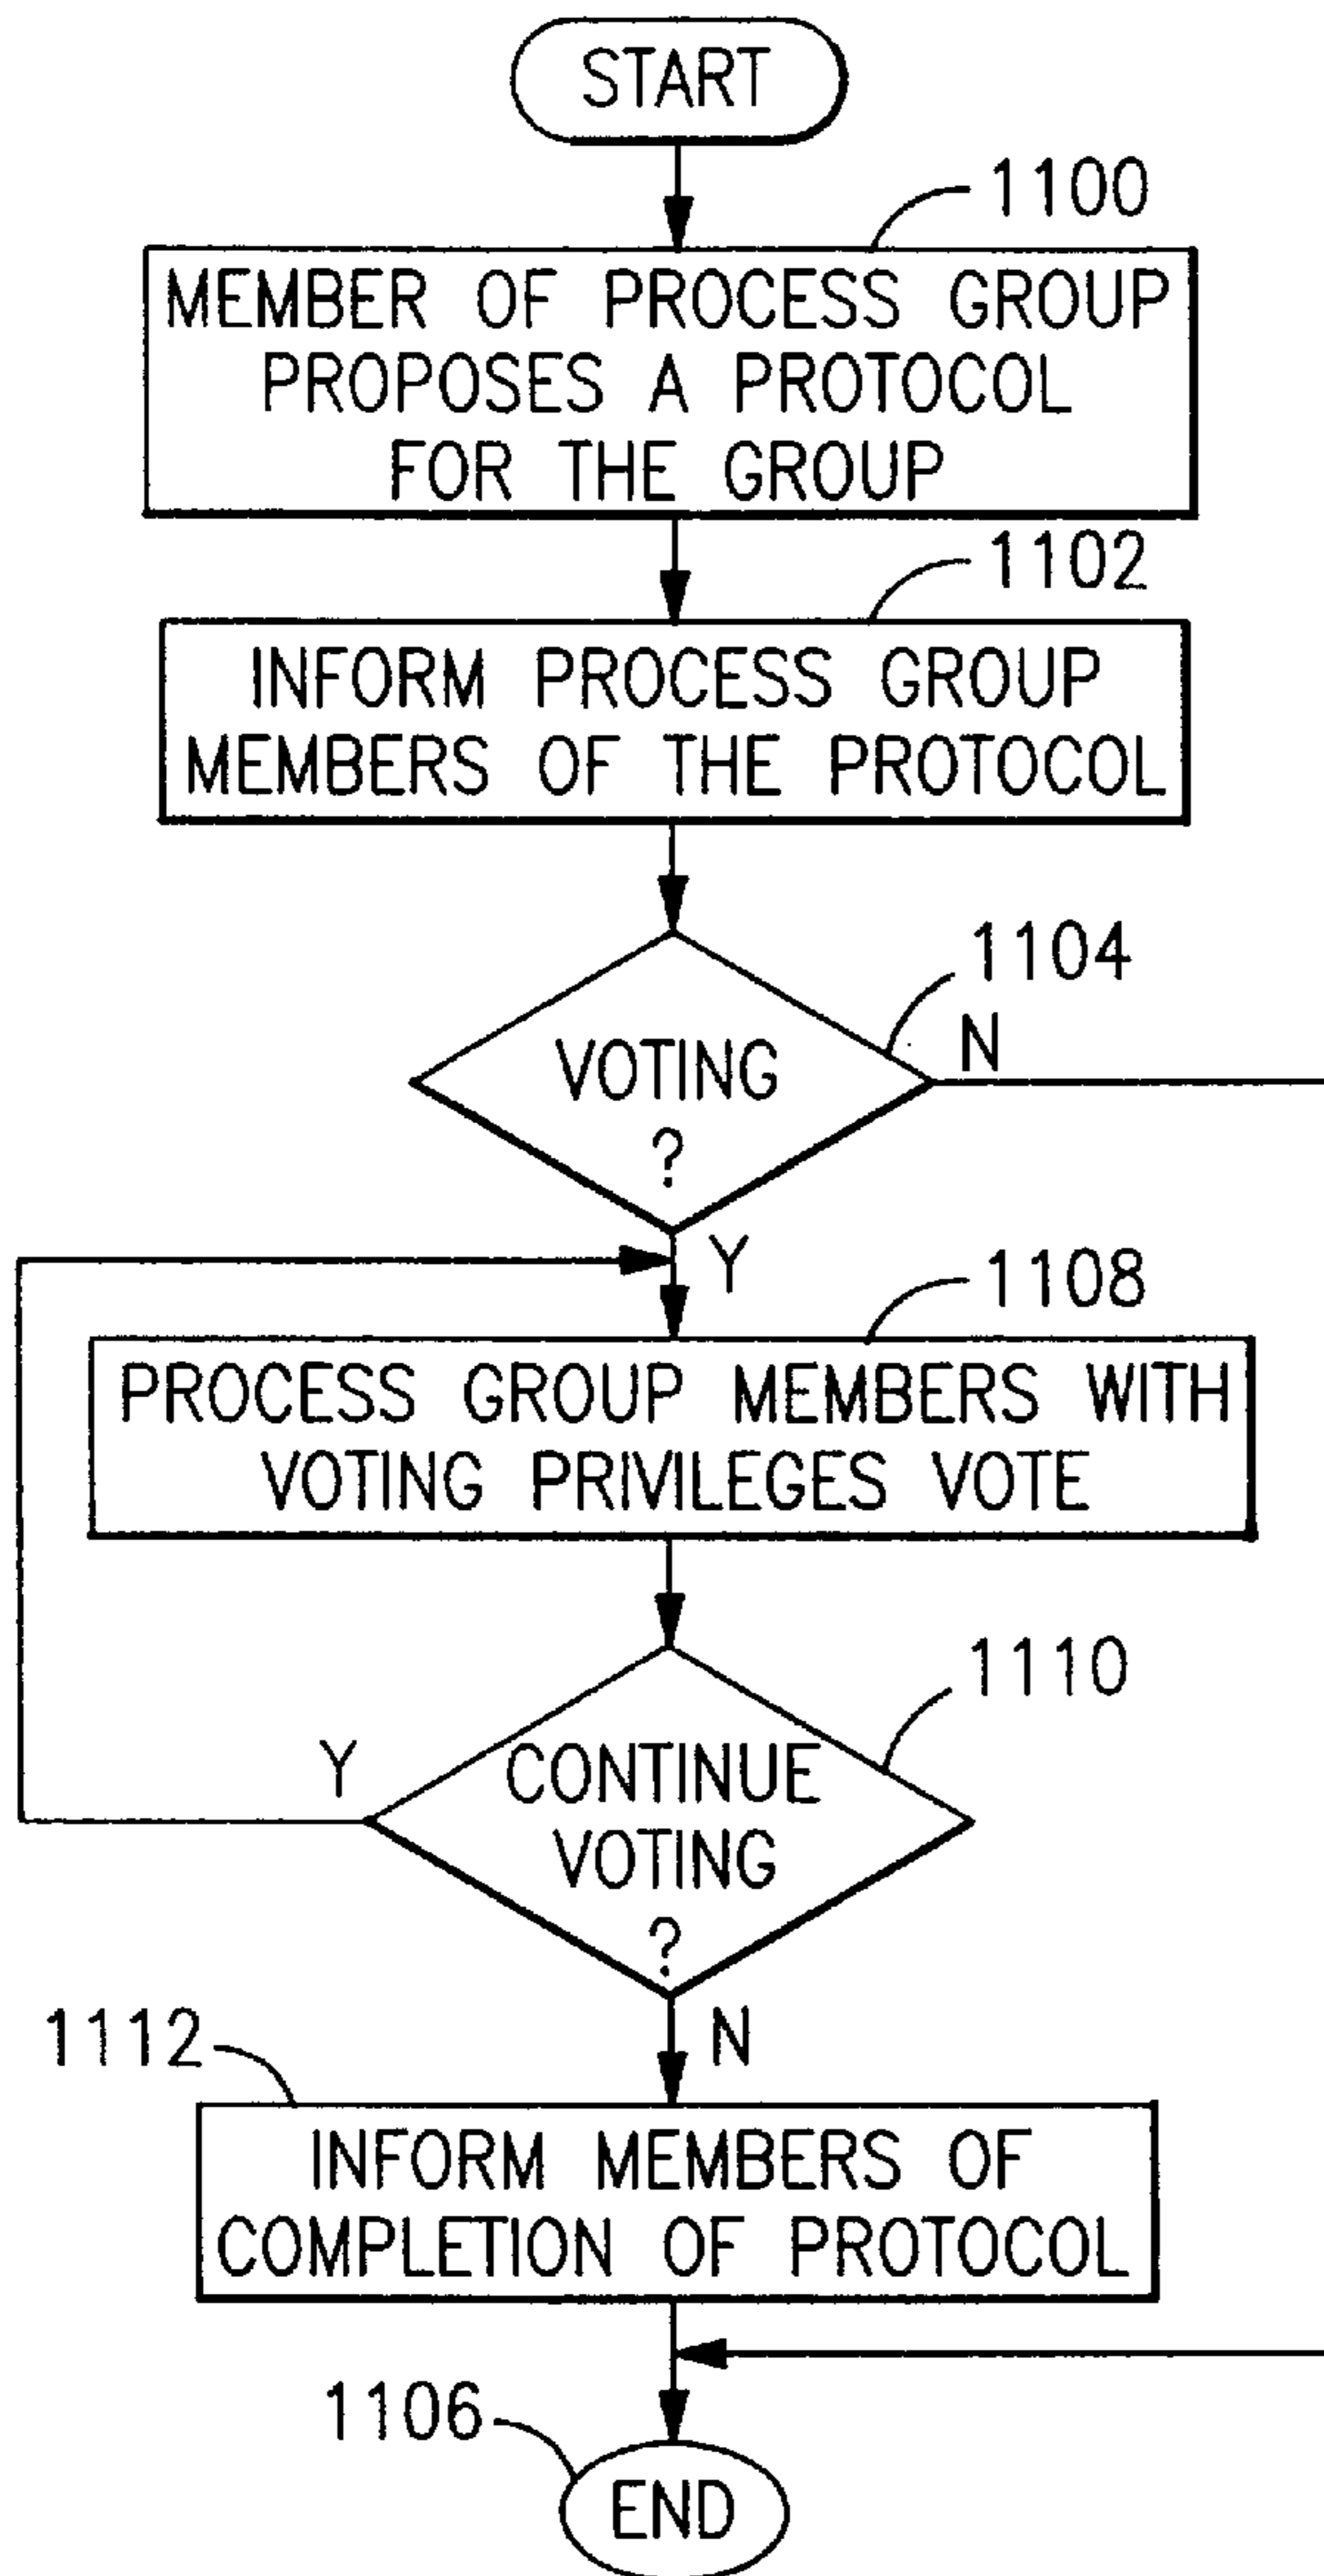 START
1100
MEMBER OF PROCESS GROUP
PROPOSES A PROTOCOL
FOR THE GROUP
1102
INFORM PROCESS GROUP
MEMBERS OF THE PROTOCOL
1104
VOTING
?
N
Y
1108
PROCESS GROUP MEMBERS WITH
VOTING PRIVILEGES VOTE
1110
CONTINUE
VOTING
?
Y
N
1112
INFORM MEMBERS OF
COMPLETION OF PROTOCOL
1106
END